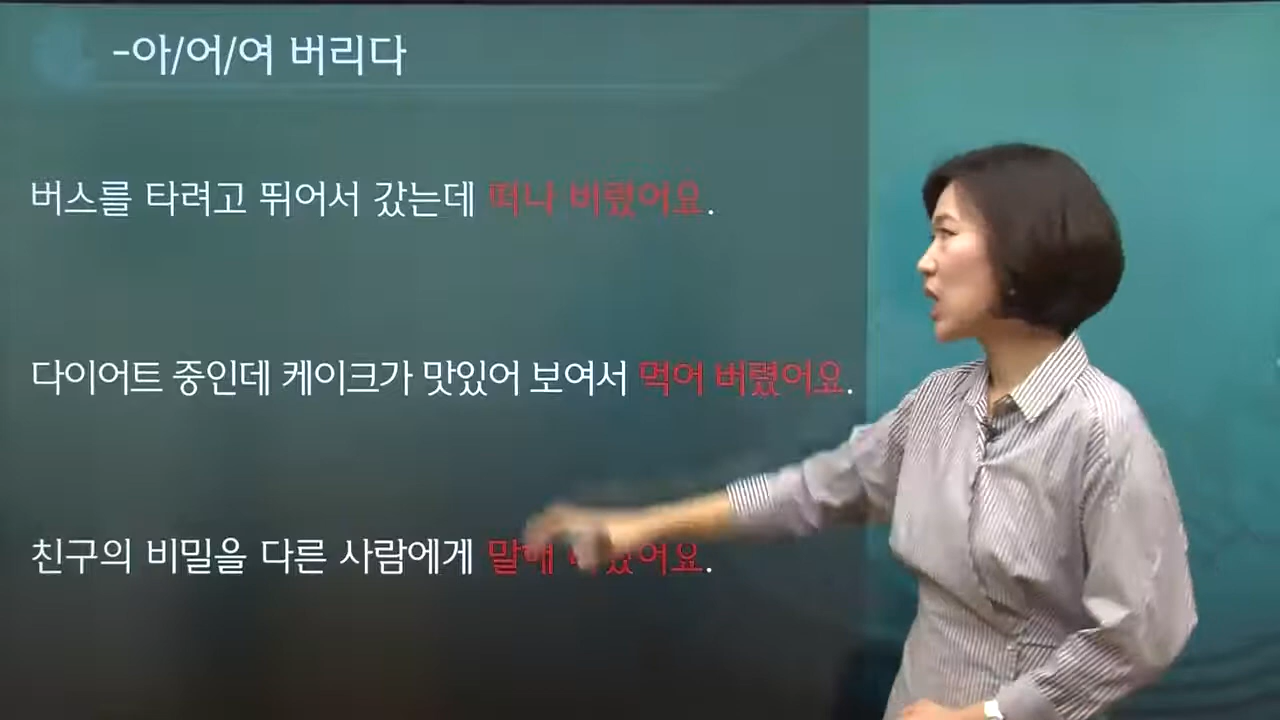 -아/어/여 버리다
버스를 타려고 뛰어서 갔는데 떠나 버렸어요.
다이어트 중인데 케이크가 맛있어 보여서 먹어 버렸어요.
친구의 비밀을 다른 사람에게 말해